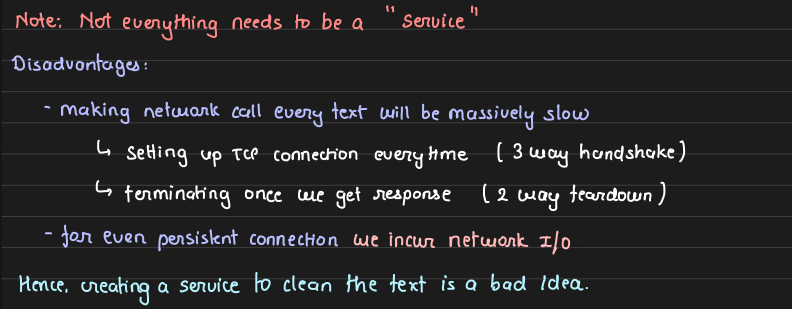 Note: Not everything needs to be a "Service"
Disadvantages:
- making network call every text will be massively slow
↳ Setting up TCP connection everytime (3 way handshake)
↳ terminating once we get response (2 way teardown)
- for even persistent connection we incur network I/O
Hence, creating a service to clean the text is a bad Idea.